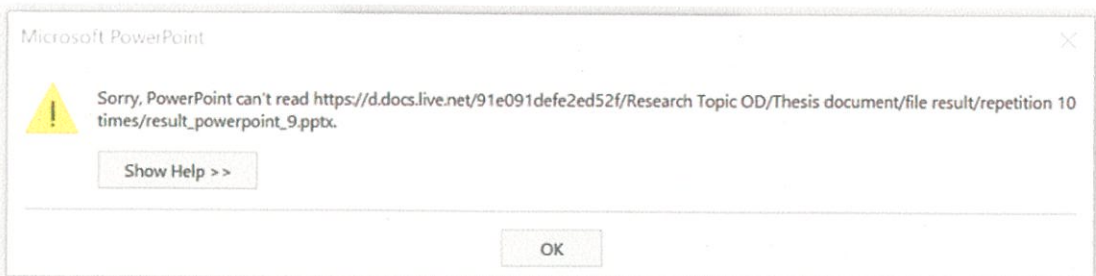 Microsoft PowerPoint
Sorry, PowerPoint can't read https://d.docs.live.net/91e091defe2ed52f/Research Topic OD/Thesis document/file result/repetition 10
times/result_powerpoint_9.pptx.
Show Help >>
OK